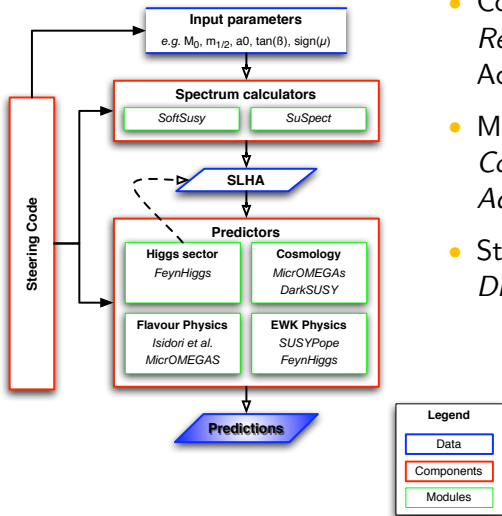 Input parameters
e.g. M0, m1/2, a0, tan(ß), sign(μ)
Spectrum calculators
SoftSusy
SuSpect
SLHA
Steering Code
Predictors
Higgs sector
FeynHiggs
Cosmology
MicrOMEGAs
DarkSUSY
Flavour Physics
Isidori et al.
MicrOMEGAS
EWK Physics
SUSYPope
FeynHiggs
Predictions
Legend
Data
Components
Modules